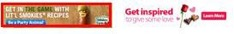 GET IN THE GAME WITH
LIT'L SMOKIES® RECIPES
Be a Party Animal!
Get inspired
to give some love
Learn More